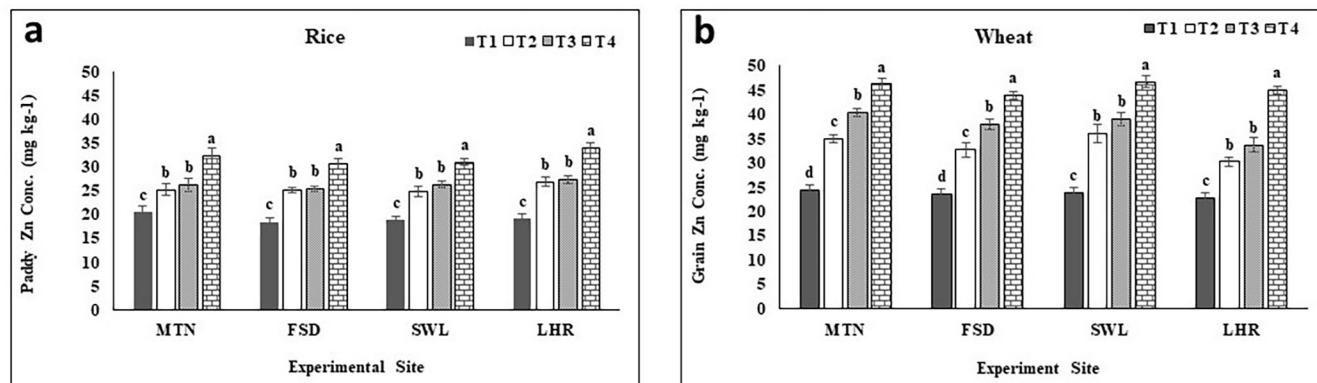 a
Rice
T1 T2 T3 T4
Paddy Zn Conc. (mg kg-1)
50
45
40
35
30
25
20
15
10
5
0
c b b a
c b b a
c b b a
c b b a
MTN FSD SWL LHR
Experimental Site
b
Wheat
T1 T2 T3 T4
Grain Zn Conc. (mg kg-1)
50
45
40
35
30
25
20
15
10
5
0
d c b a
d c b a
c b b a
c b b a
MTN FSD SWL LHR
Experiment Site